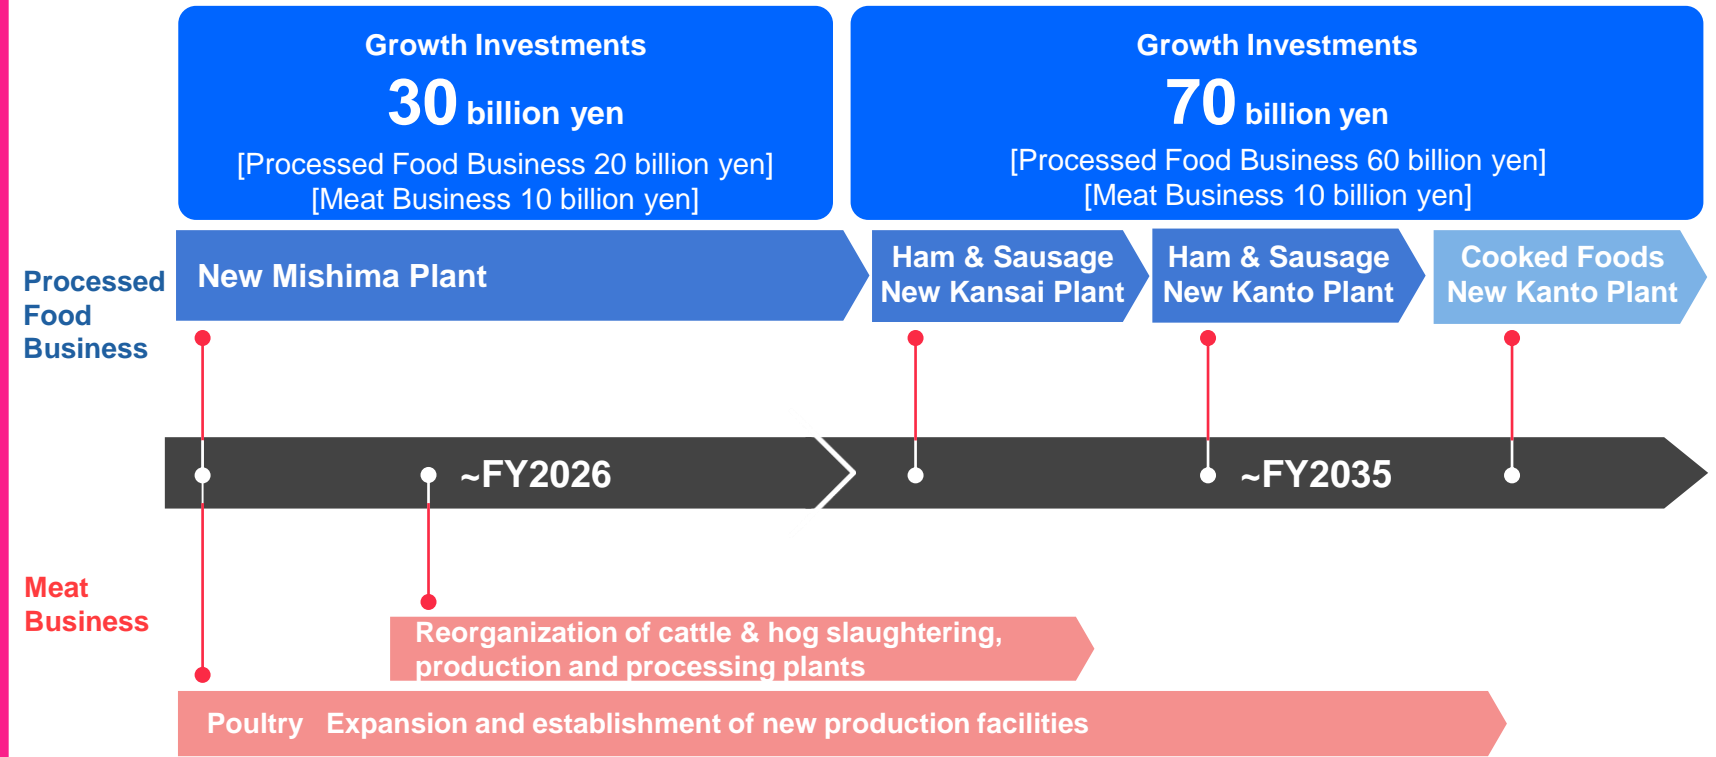 Growth Investments
30 billion yen
[Processed Food Business 20 billion yen]
[Meat Business 10 billion yen]
Growth Investments
70 billion yen
[Processed Food Business 60 billion yen]
[Meat Business 10 billion yen]
Processed
Food
Business
New Mishima Plant
Ham & Sausage
New Kansai Plant
Ham & Sausage
New Kanto Plant
Cooked Foods
New Kanto Plant
~FY2026
~FY2035
Meat
Business
Reorganization of cattle & hog slaughtering,
production and processing plants
Poultry Expansion and establishment of new production facilities